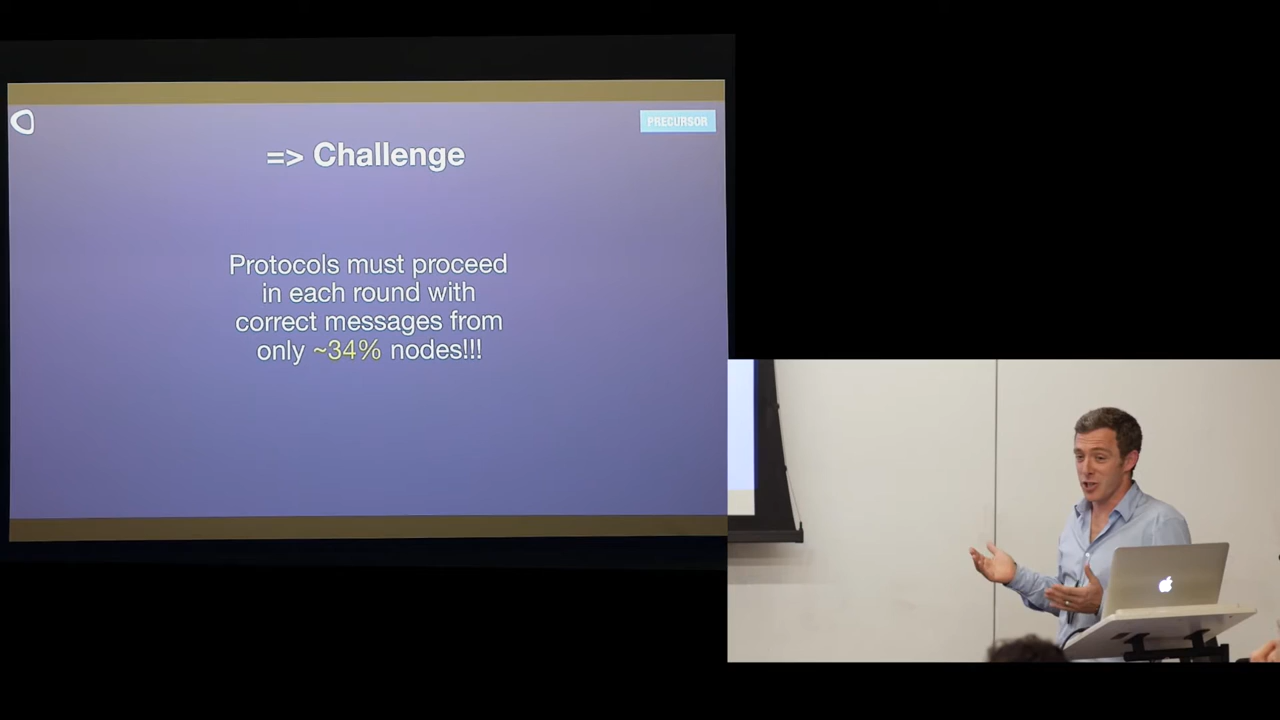 PRECURSOR
=> Challenge
Protocols must proceed
in each round with
correct messages from
only ~34% nodes!!!